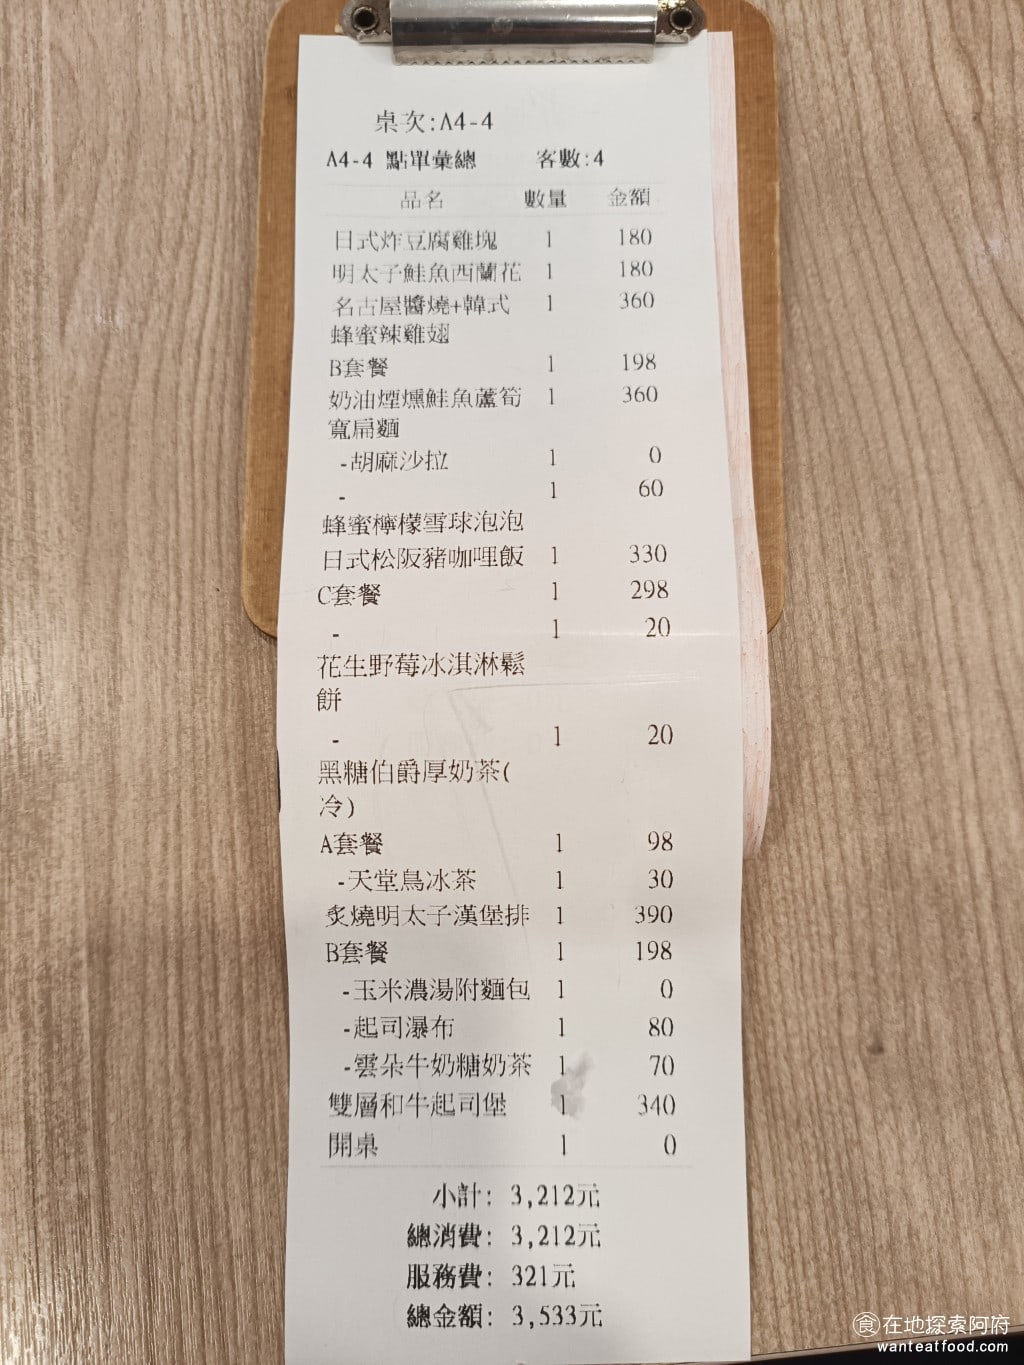 桌次:A4-4
A4-4 點單彙總 客數:4
品名 數量 金額
日式炸豆腐雞塊 1 180
明太子鮭魚西蘭花 1 180
名古屋醬燒+韓式 1 360
蜂蜜辣雞翅
B套餐 1 198
奶油煙燻鮭魚蘆筍 1 360
寬扁麵
-胡麻沙拉 1 0
- 1 60
蜂蜜檸檬雪球泡泡
日式松阪豬咖哩飯 1 330
C套餐 1 298
- 1 20
花生野莓冰淇淋鬆
餅
- 1 20
黑糖伯爵厚奶茶(
冷)
A套餐 1 98
-天堂鳥冰茶 1 30
炙燒明太子漢堡排 1 390
B套餐 1 198
-玉米濃湯附麵包 1 0
-起司瀑布 1 80
-雲朵牛奶糖奶茶 1 70
雙層和牛起司堡 1 340
開桌 1 0
小計: 3,212元
總消費: 3,212元
服務費: 321元
總金額: 3,533元
食 在地探索阿府
wanteatfood.com